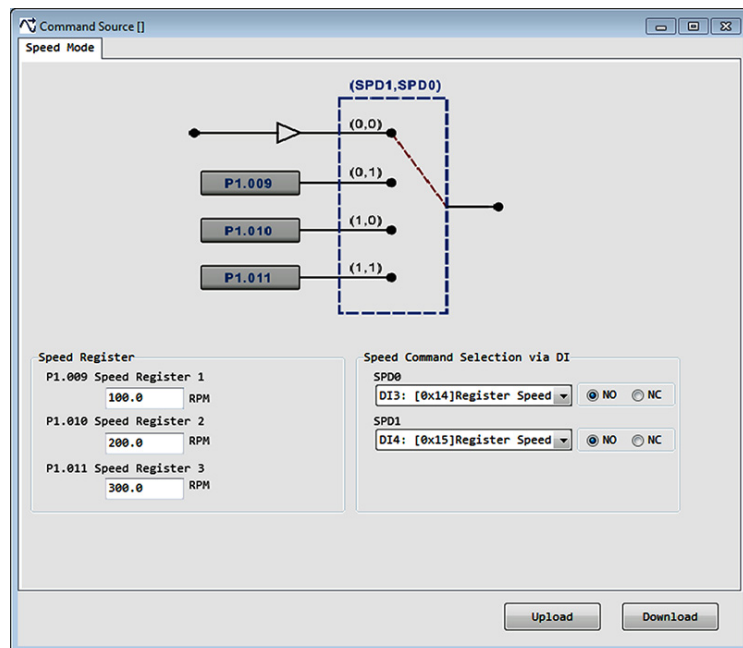 Command Source []
Speed Mode
(SPD1,SPD0)
(0,0)
P1.009 (0,1)
P1.010 (1,0)
P1.011 (1,1)
Speed Register
P1.009 Speed Register 1
100.0 RPM
P1.010 Speed Register 2
200.0 RPM
P1.011 Speed Register 3
300.0 RPM
Speed Command Selection via DI
SPD0
DI3: [0x14]Register Speed NO NC
SPD1
DI4: [0x15]Register Speed NO NC
Upload Download